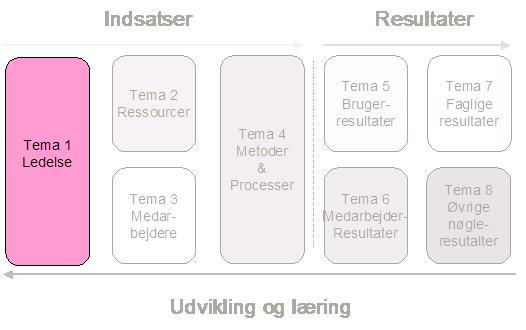 Indsatser
Resultater
Tema 1
Ledelse
Tema 2
Ressourcer
Tema 3
Medar-
bejdere
Tema 4
Metoder
&
Processer
Tema 5
Bruger-
resultater
Tema 6
Medarbejder-
Resultater
Tema 7
Faglige
resultater
Tema 8
Øvrige
nøgle-
resutalter
Udvikling og læring